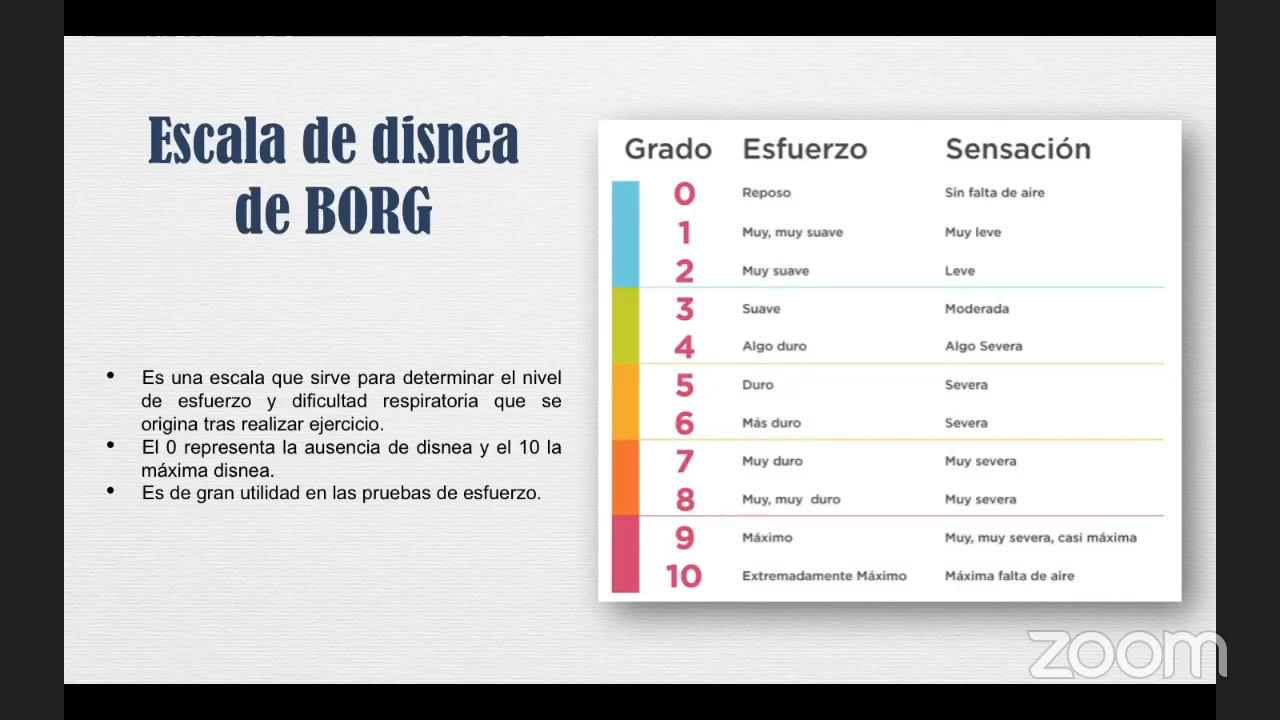 Escala de disnea
de BORG
• Es una escala que sirve para determinar el nivel
de esfuerzo y dificultad respiratoria que se
origina tras realizar ejercicio.
• El 0 representa la ausencia de disnea y el 10 la
máxima disnea.
• Es de gran utilidad en las pruebas de esfuerzo.
Grado Esfuerzo Sensación
0 Reposo Sin falta de aire
1 Muy, muy suave Muy leve
2 Muy suave Leve
3 Suave Moderada
4 Algo duro Algo Severa
5 Duro Severa
6 Más duro Severa
7 Muy duro Muy severa
8 Muy, muy duro Muy severa
9 Máximo Muy, muy severa, casi máxima
10 Extremadamente Máximo Máxima falta de aire
zoom